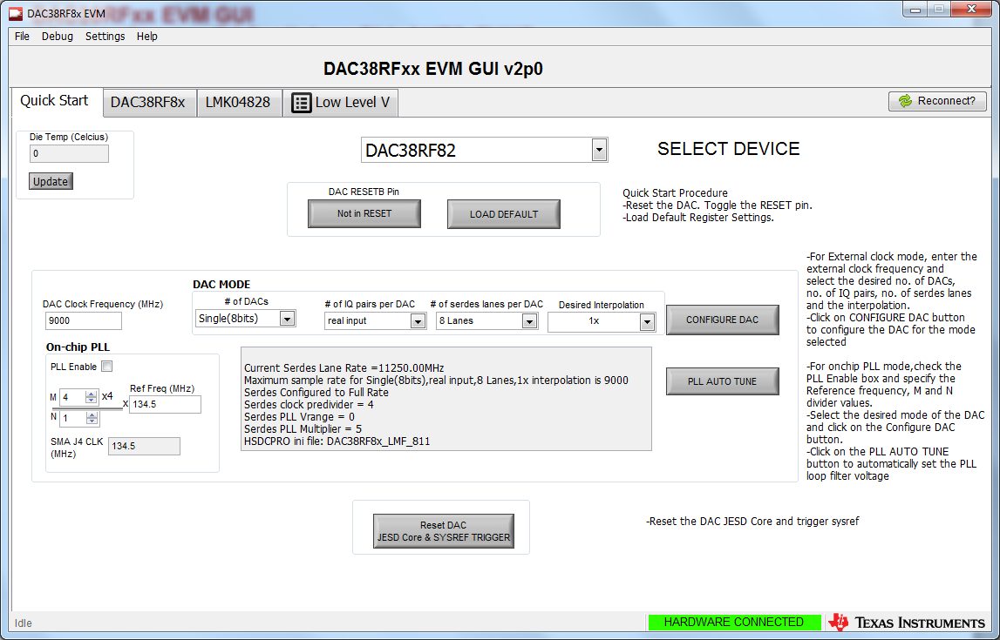 DAC38RF8x EVM
File Debug Settings Help
DAC38RFxx EVM GUI v2p0
Quick Start DAC38RF8x LMK04828 Low Level V
Reconnect?
Die Temp (Celcius)
0
Update
DAC38RF82
SELECT DEVICE
DAC RESETB Pin
Not in RESET
LOAD DEFAULT
Quick Start Procedure
-Reset the DAC. Toggle the RESET pin.
-Load Default Register Settings.
DAC Clock Frequency (MHz)
9000
DAC MODE
# of DACs
Single(8bits)
# of IQ pairs per DAC
real input
# of serdes lanes per DAC
8 Lanes
Desired Interpolation
1x
CONFIGURE DAC
PLL AUTO TUNE
On-chip PLL
PLL Enable
M 4 x4
N 1
x
Ref Freq (MHz)
134.5
SMA J4 CLK
(MHz)
134.5
Current Serdes Lane Rate =11250.00MHz
Maximum sample rate for Single(8bits),real input,8 Lanes,1x interpolation is 9000
Serdes Configured to Full Rate
Serdes clock predivider = 4
Serdes PLL Vrange = 0
Serdes PLL Multiplier = 5
HSDCPRO ini file: DAC38RF8x_LMF_811
-For External clock mode, enter the
external clock frequency and
select the desired no. of DACs,
no. of IQ pairs, no. of serdes lanes
and the interpolation.
-Click on CONFIGURE DAC button
to configure the DAC for the mode
selected
-For onchip PLL mode,check the
PLL Enable box and specify the
Reference frequency, M and N
divider values.
-Select the desired mode of the DAC
and click on the Configure DAC
button.
-Click on the PLL AUTO TUNE
button to automatically set the PLL
loop filter voltage
Reset DAC
JESD Core & SYSREF TRIGGER
-Reset the DAC JESD Core and trigger sysref
Idle
HARDWARE CONNECTED
TEXAS INSTRUMENTS